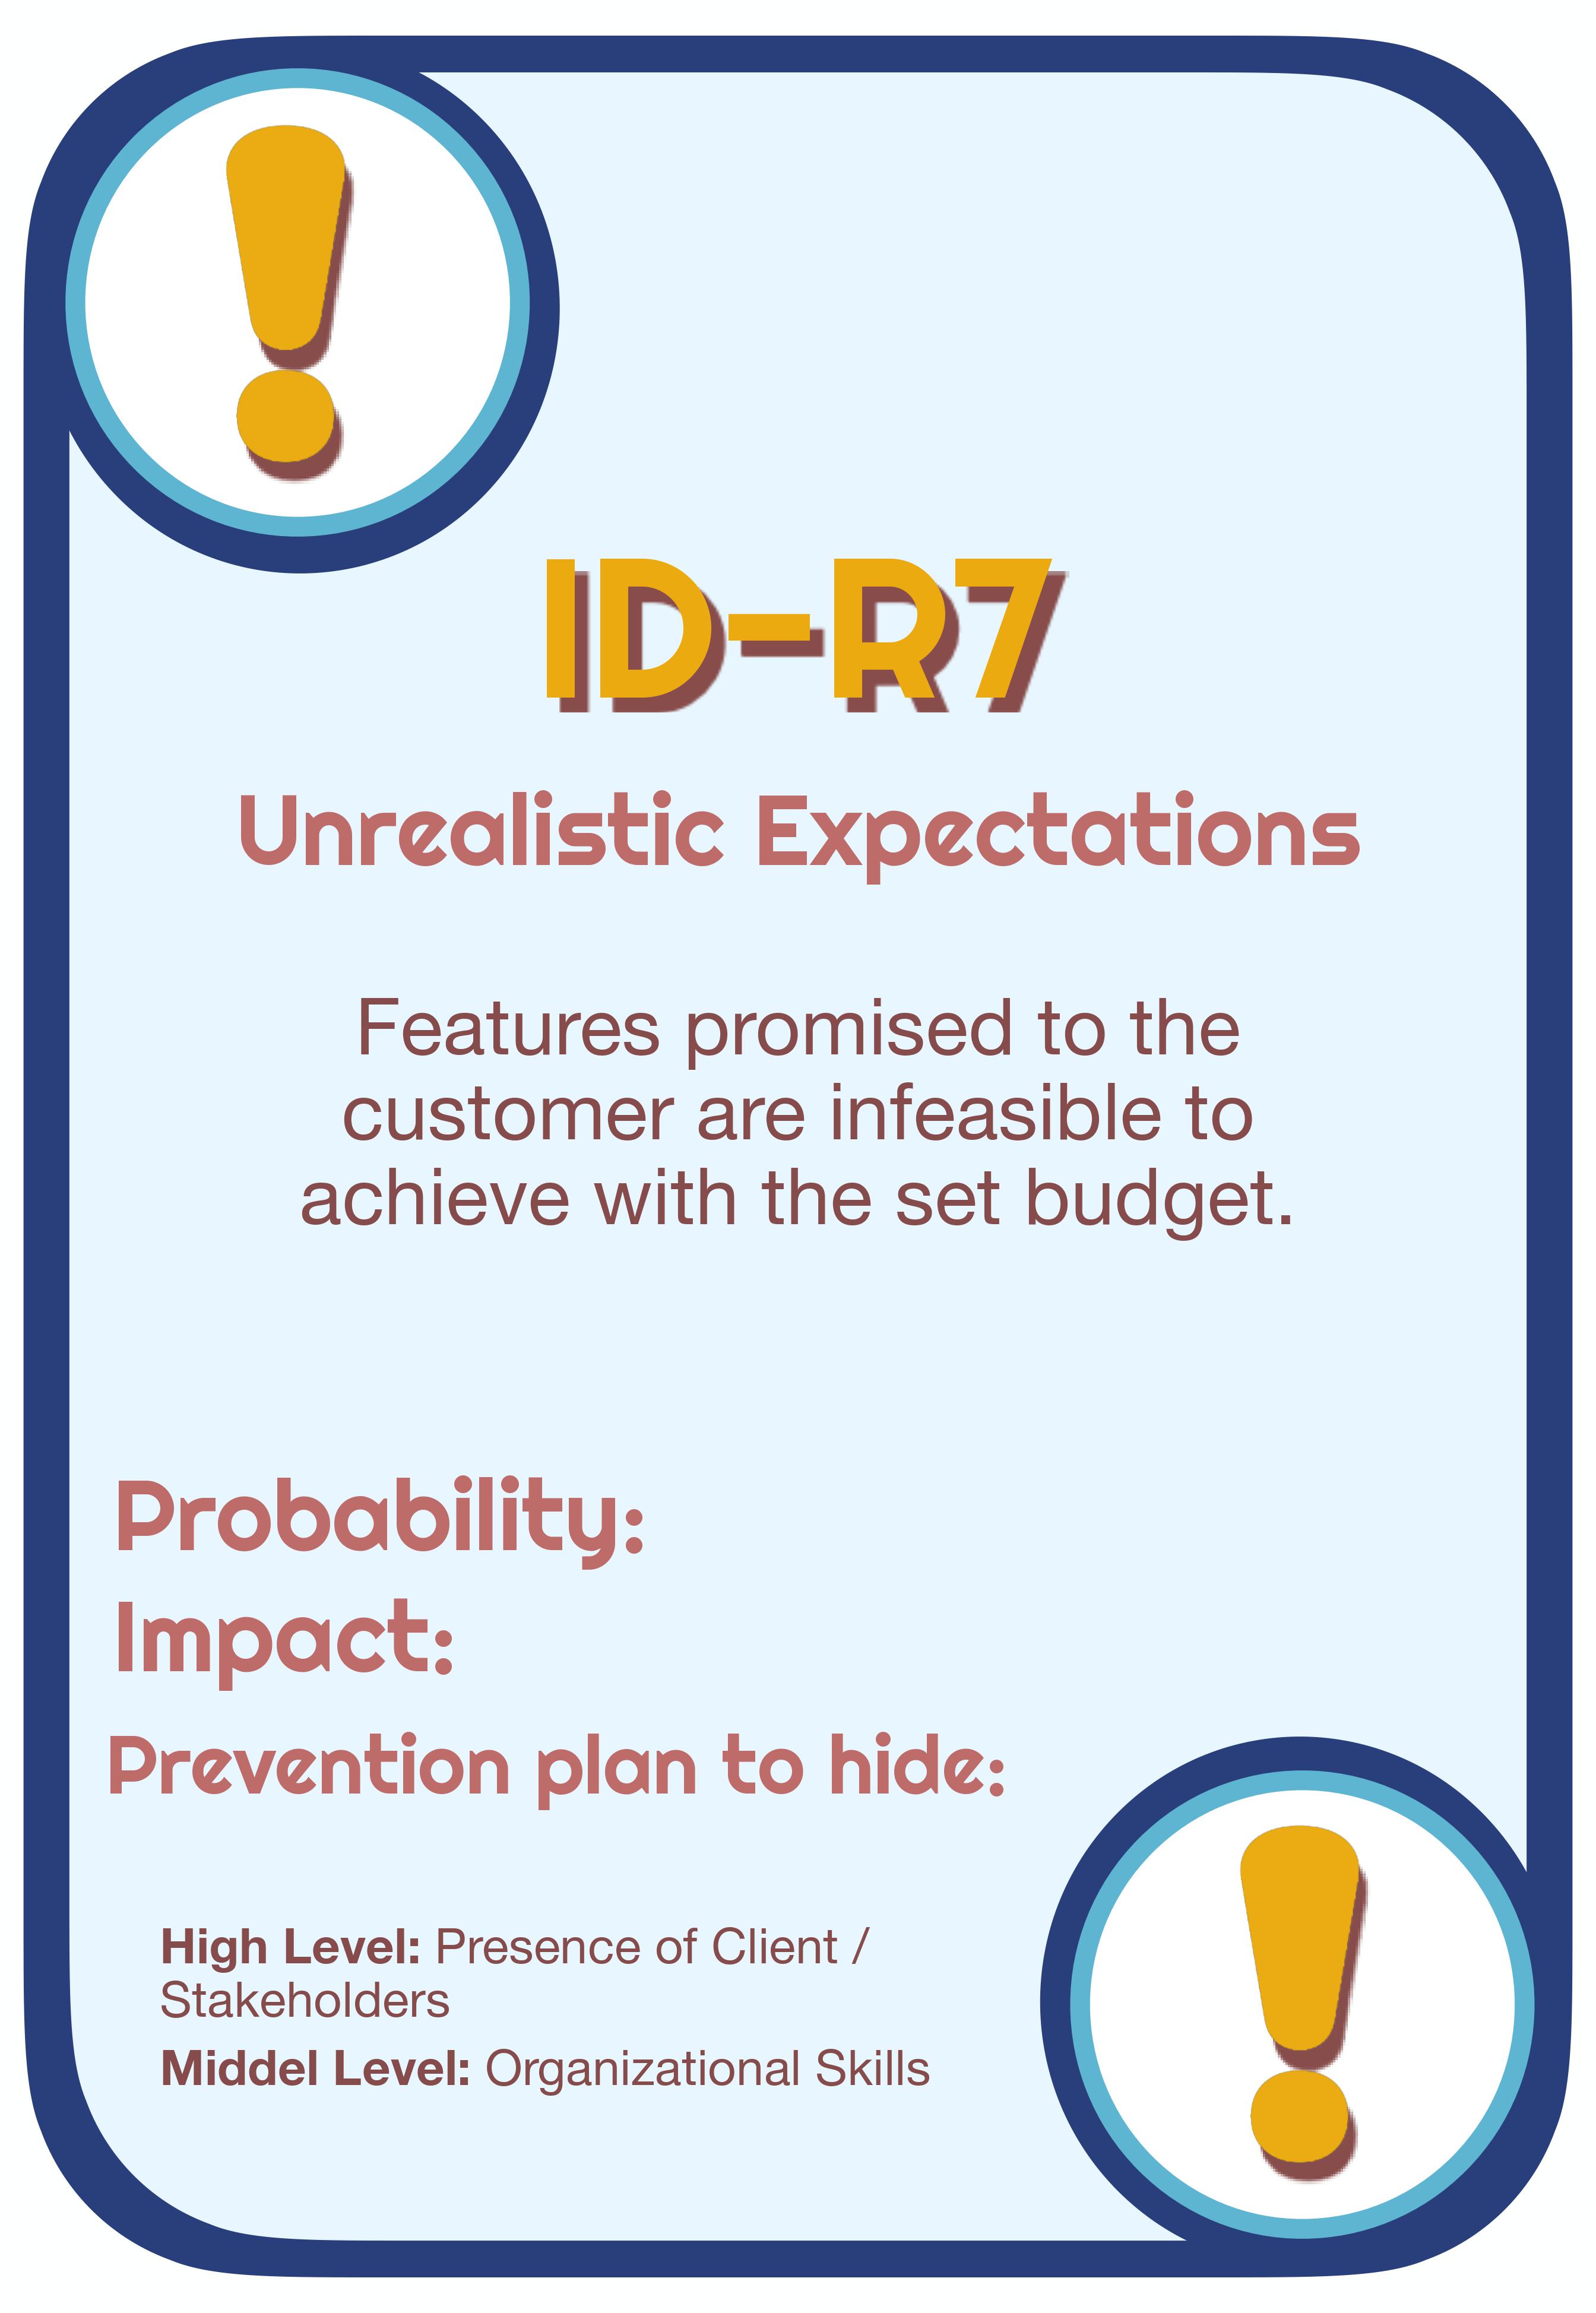 !
ID-R7
Unrealistic Expectations
Features promised to the
customer are infeasible to
achieve with the set budget.
Probability:
Impact:
Prevention plan to hide:
High Level: Presence of Client /
Stakeholders
Middel Level: Organizational Skills
!